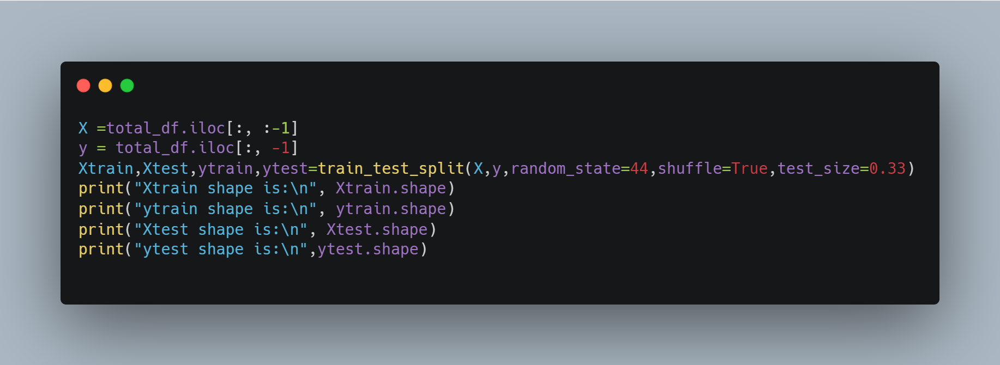 X =total_df.iloc[:, :-1]
y = total_df.iloc[:, -1]
Xtrain,Xtest,ytrain,ytest=train_test_split(X,y,random_state=44,shuffle=True,test_size=0.33)
print("Xtrain shape is:\n", Xtrain.shape)
print("ytrain shape is:\n", ytrain.shape)
print("Xtest shape is:\n", Xtest.shape)
print("ytest shape is:\n",ytest.shape)